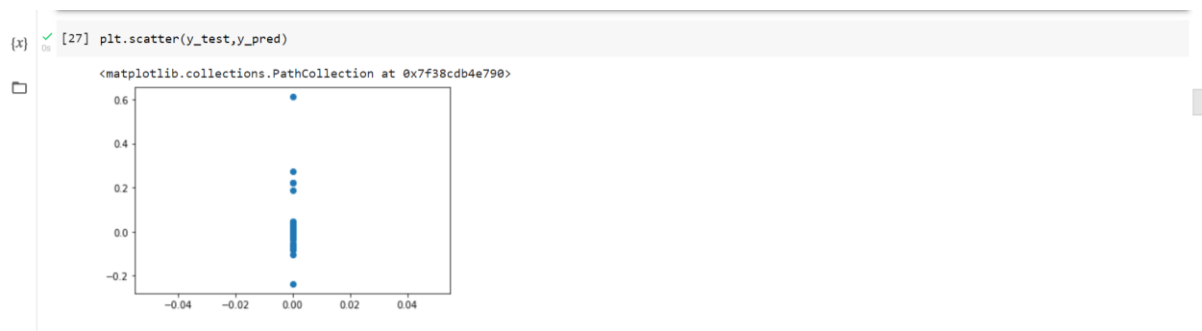 {x} [27] plt.scatter(y_test,y_pred)
0s
<matplotlib.collections.PathCollection at 0x7f38cdb4e790>
0.6
0.4
0.2
0.0
−0.2
−0.04 −0.02 0.00 0.02 0.04